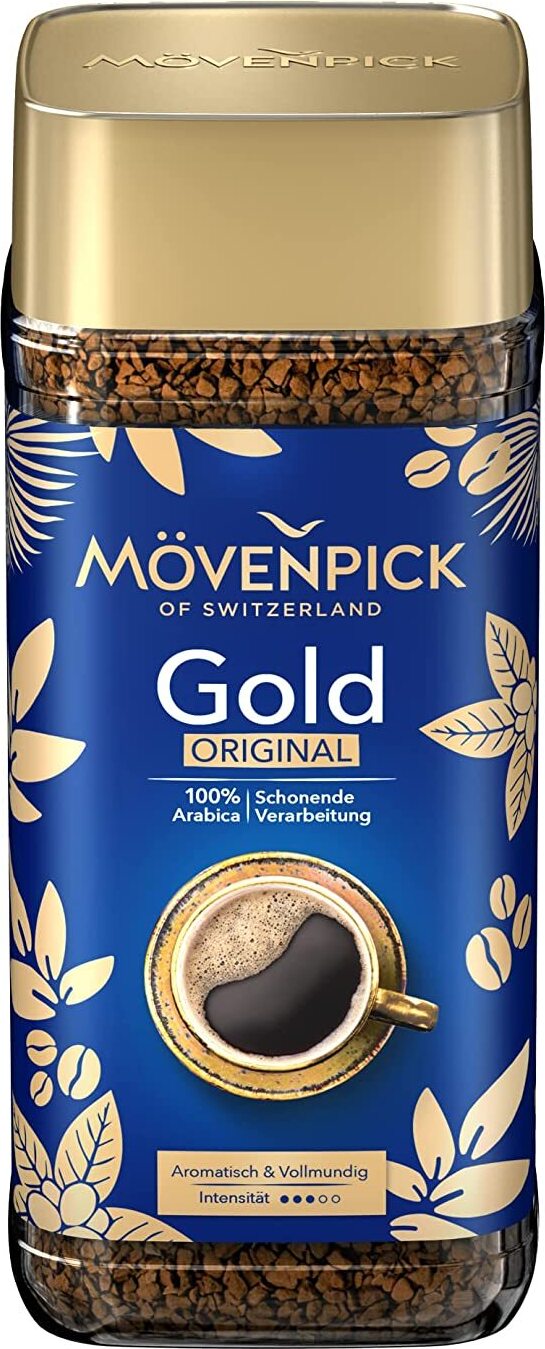 MÖVENPICK
MÖVENPICK
OF SWITZERLAND
Gold
ORIGINAL
100% Arabica
Schonende Verarbeitung
Aromatisch & Vollmundig
Intensität